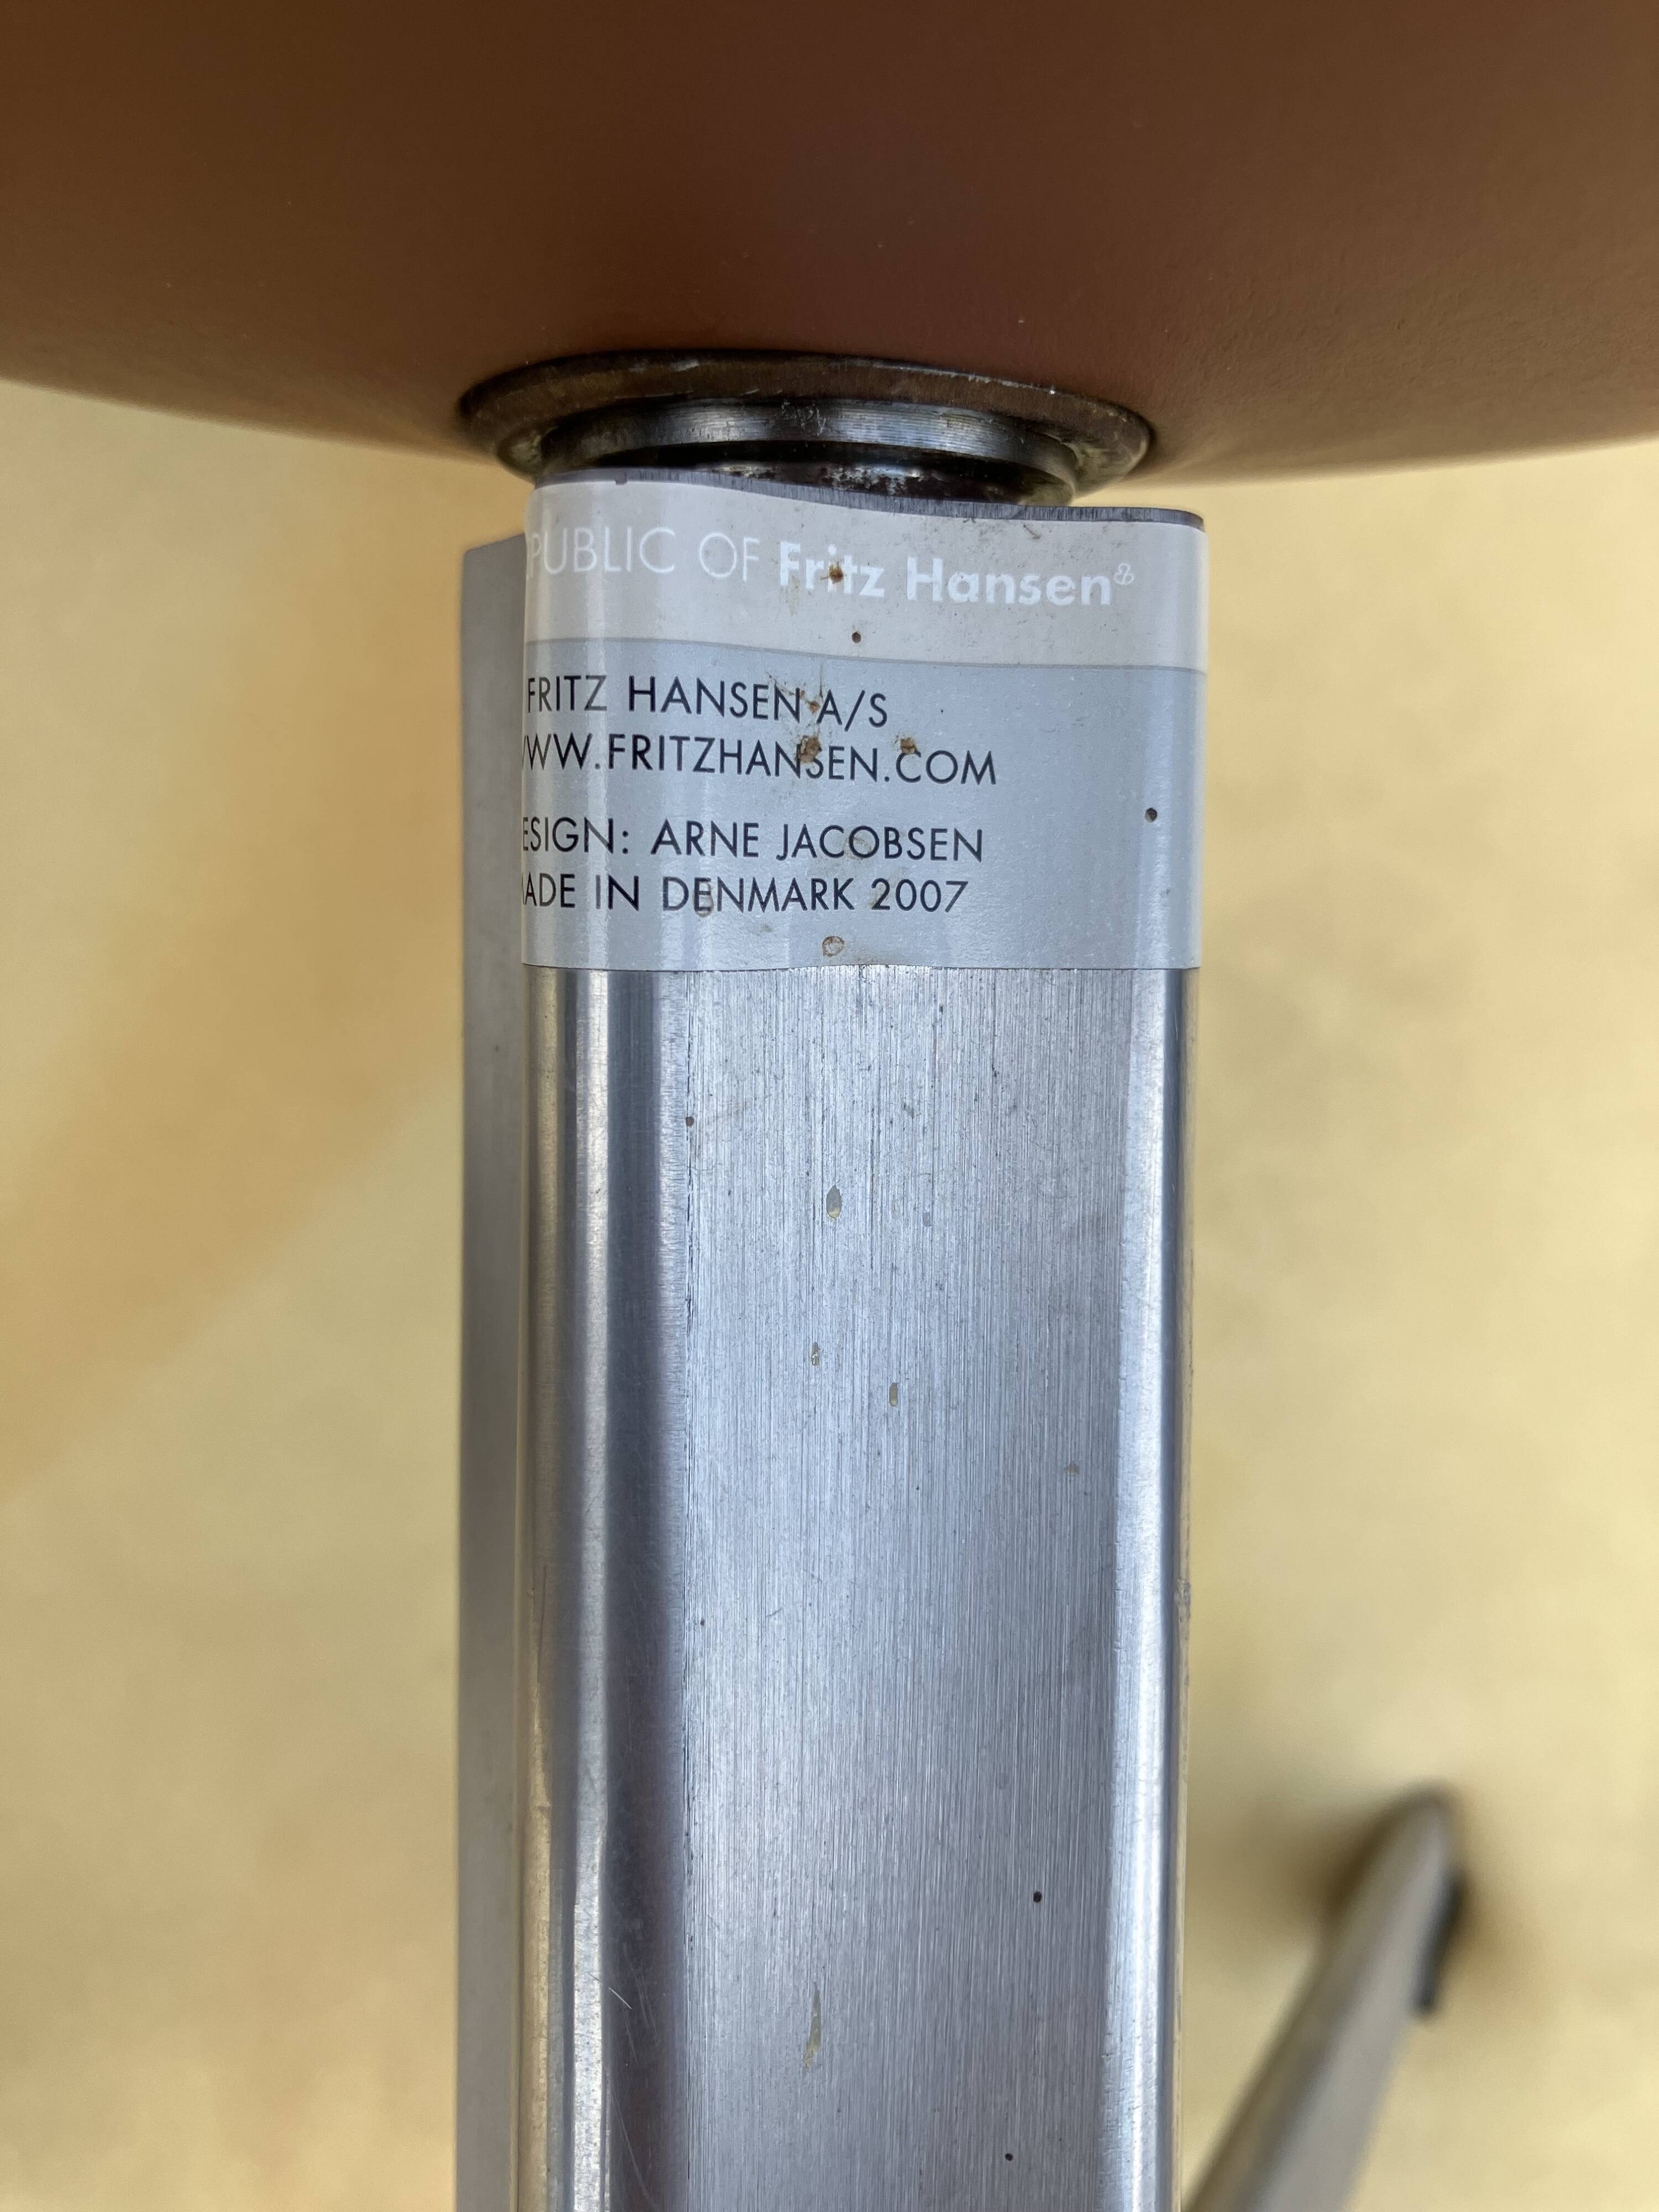 PUBLIC OF Fritz Hansen
FRITZ HANSEN A/S
WWW.FRITZHANSEN.COM
ESIGN: ARNE JACOBSEN
ADE IN DENMARK 2007